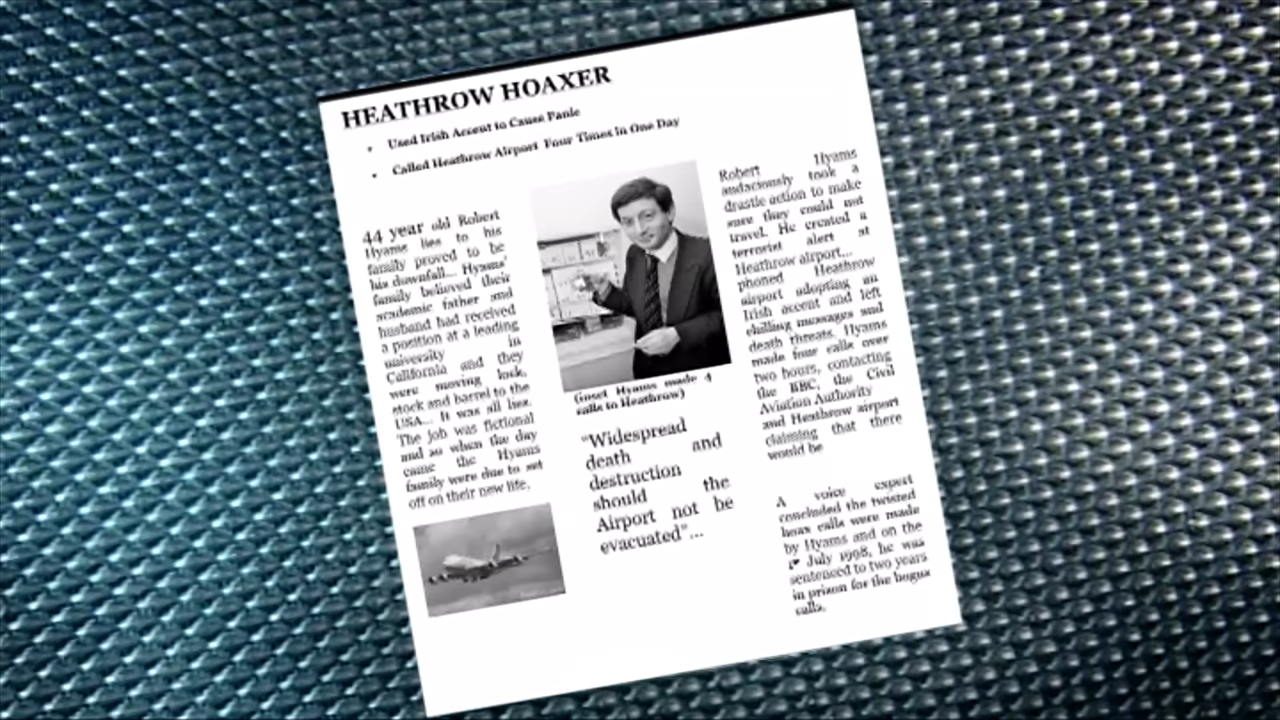 HEATHROW HOAXER
• Used Irish Accent to Cause Panic
• Called Heathrow Airport Four Times in One Day
44 year old Robert
Hyams lies to his
family proved to be
his downfall... Hyams'
family believed their
academic father and
husband had received
a position at a leading
university in
California and they
were moving lock,
stock and barrel to the
USA... It was all lies.
The job was fictional
and so when the day
came the Hyams
family were due to set
off on their new life,
(inset Hyams made 4
calls to Heathrow)
"Widespread
death and
destruction
should the
Airport not be
evacuated"...
Robert Hyams
audaciously took a
drastic action to make
sure they could not
travel. He created a
terrorist alert at
Heathrow airport...
phoned Heathrow
airport adopting an
Irish accent and left
chilling messages and
death threats. Hyams
made four calls over
two hours, contacting
the BBC, the Civil
Aviation Authority
and Heathrow airport
claiming that there
would be
A voice expert
concluded the twisted
hoax calls were made
by Hyams and on the
July 1998, he was
sentenced to two years
in prison for the bogus
calls.